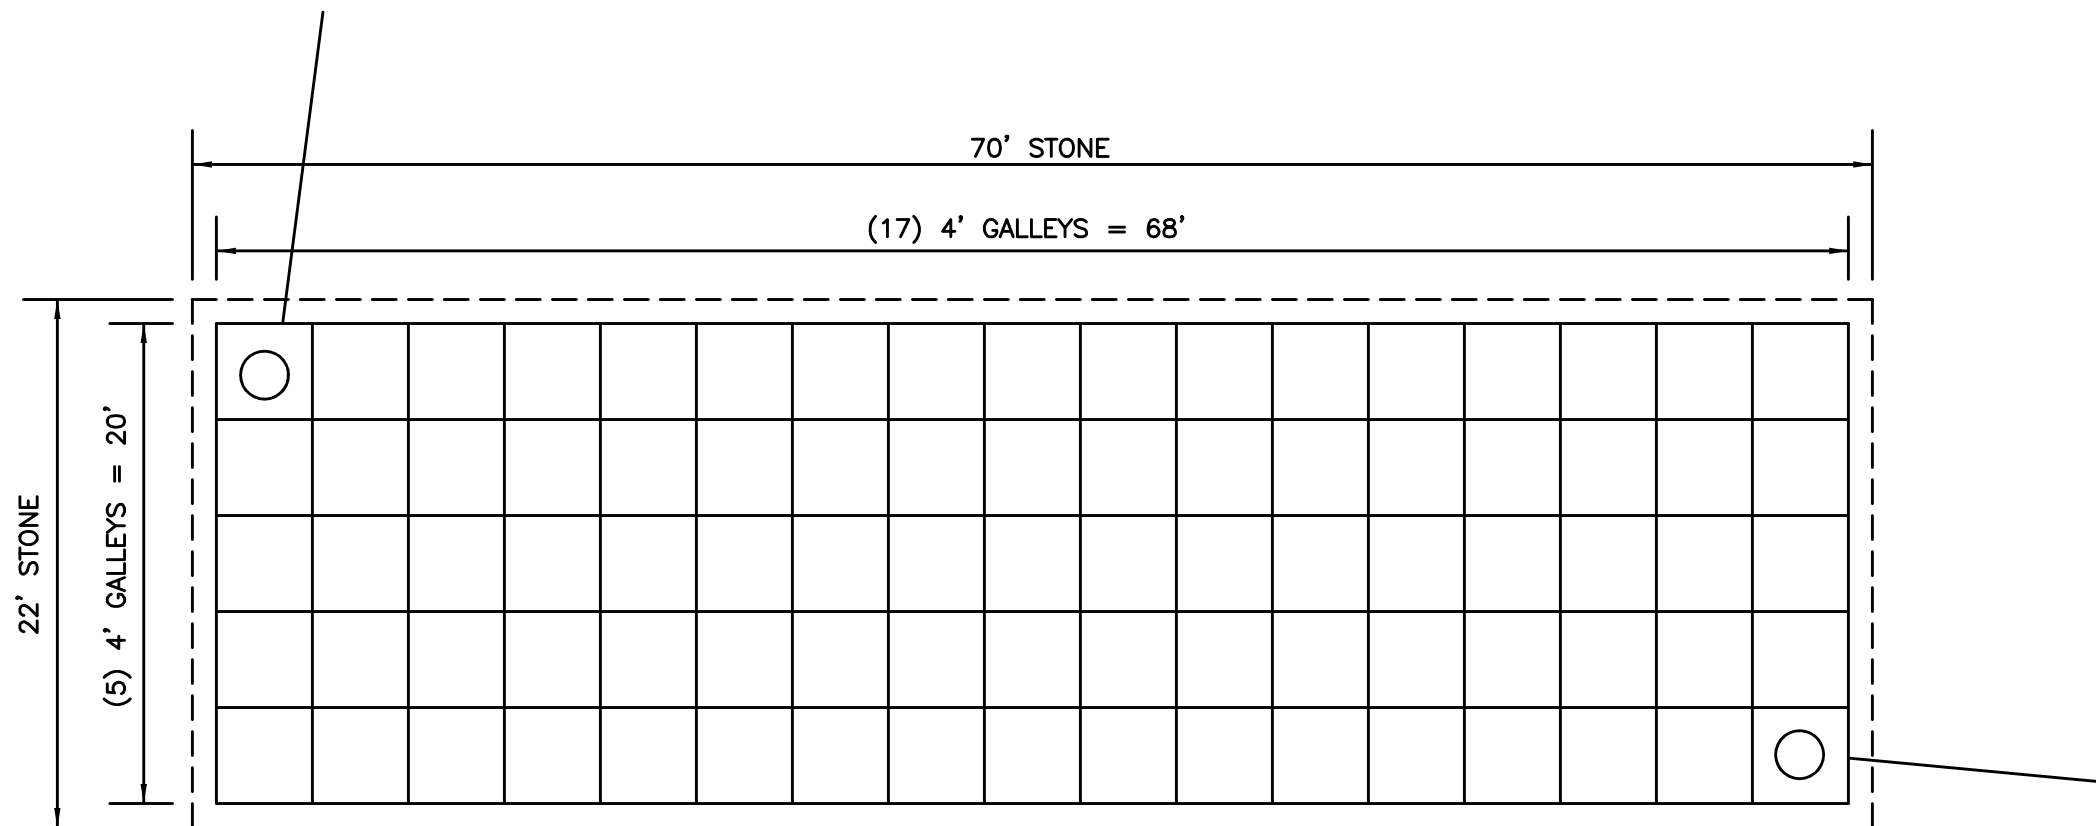 70' STONE
(17) 4' GALLEYS = 68'
22' STONE
(5) 4' GALLEYS = 20'